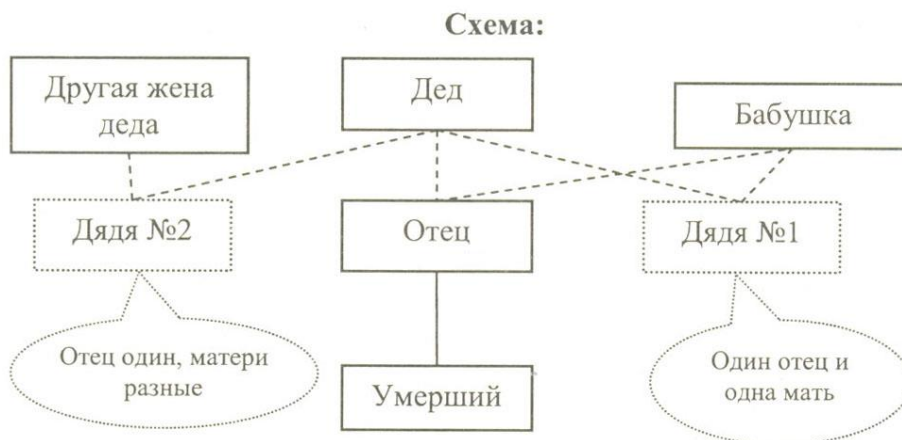 Схема:
Другая жена
деда
Дед
Бабушка
Дядя №2
Отец
Дядя №1
Отец один, матери
разные
Один отец и
одна мать
Умерший